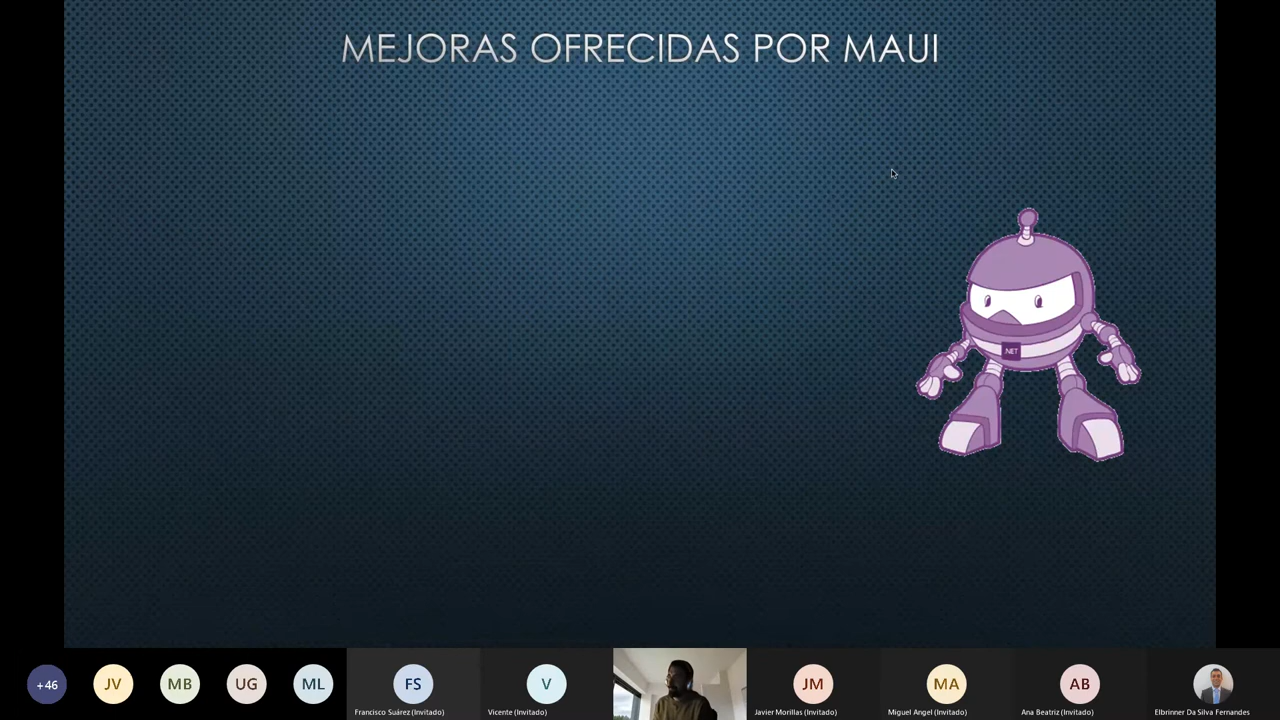 MEJORAS OFRECIDAS POR MAUI
.NET
+46
JV
MB
UG
ML
FS
V
JM
MA
AB
Francisco Suárez (Invitado)
Vicente (Invitado)
Javier Morillas (Invitado)
Miguel Angel (Invitado)
Ana Beatriz (Invitado)
Elbrinner Da Silva Fernandes